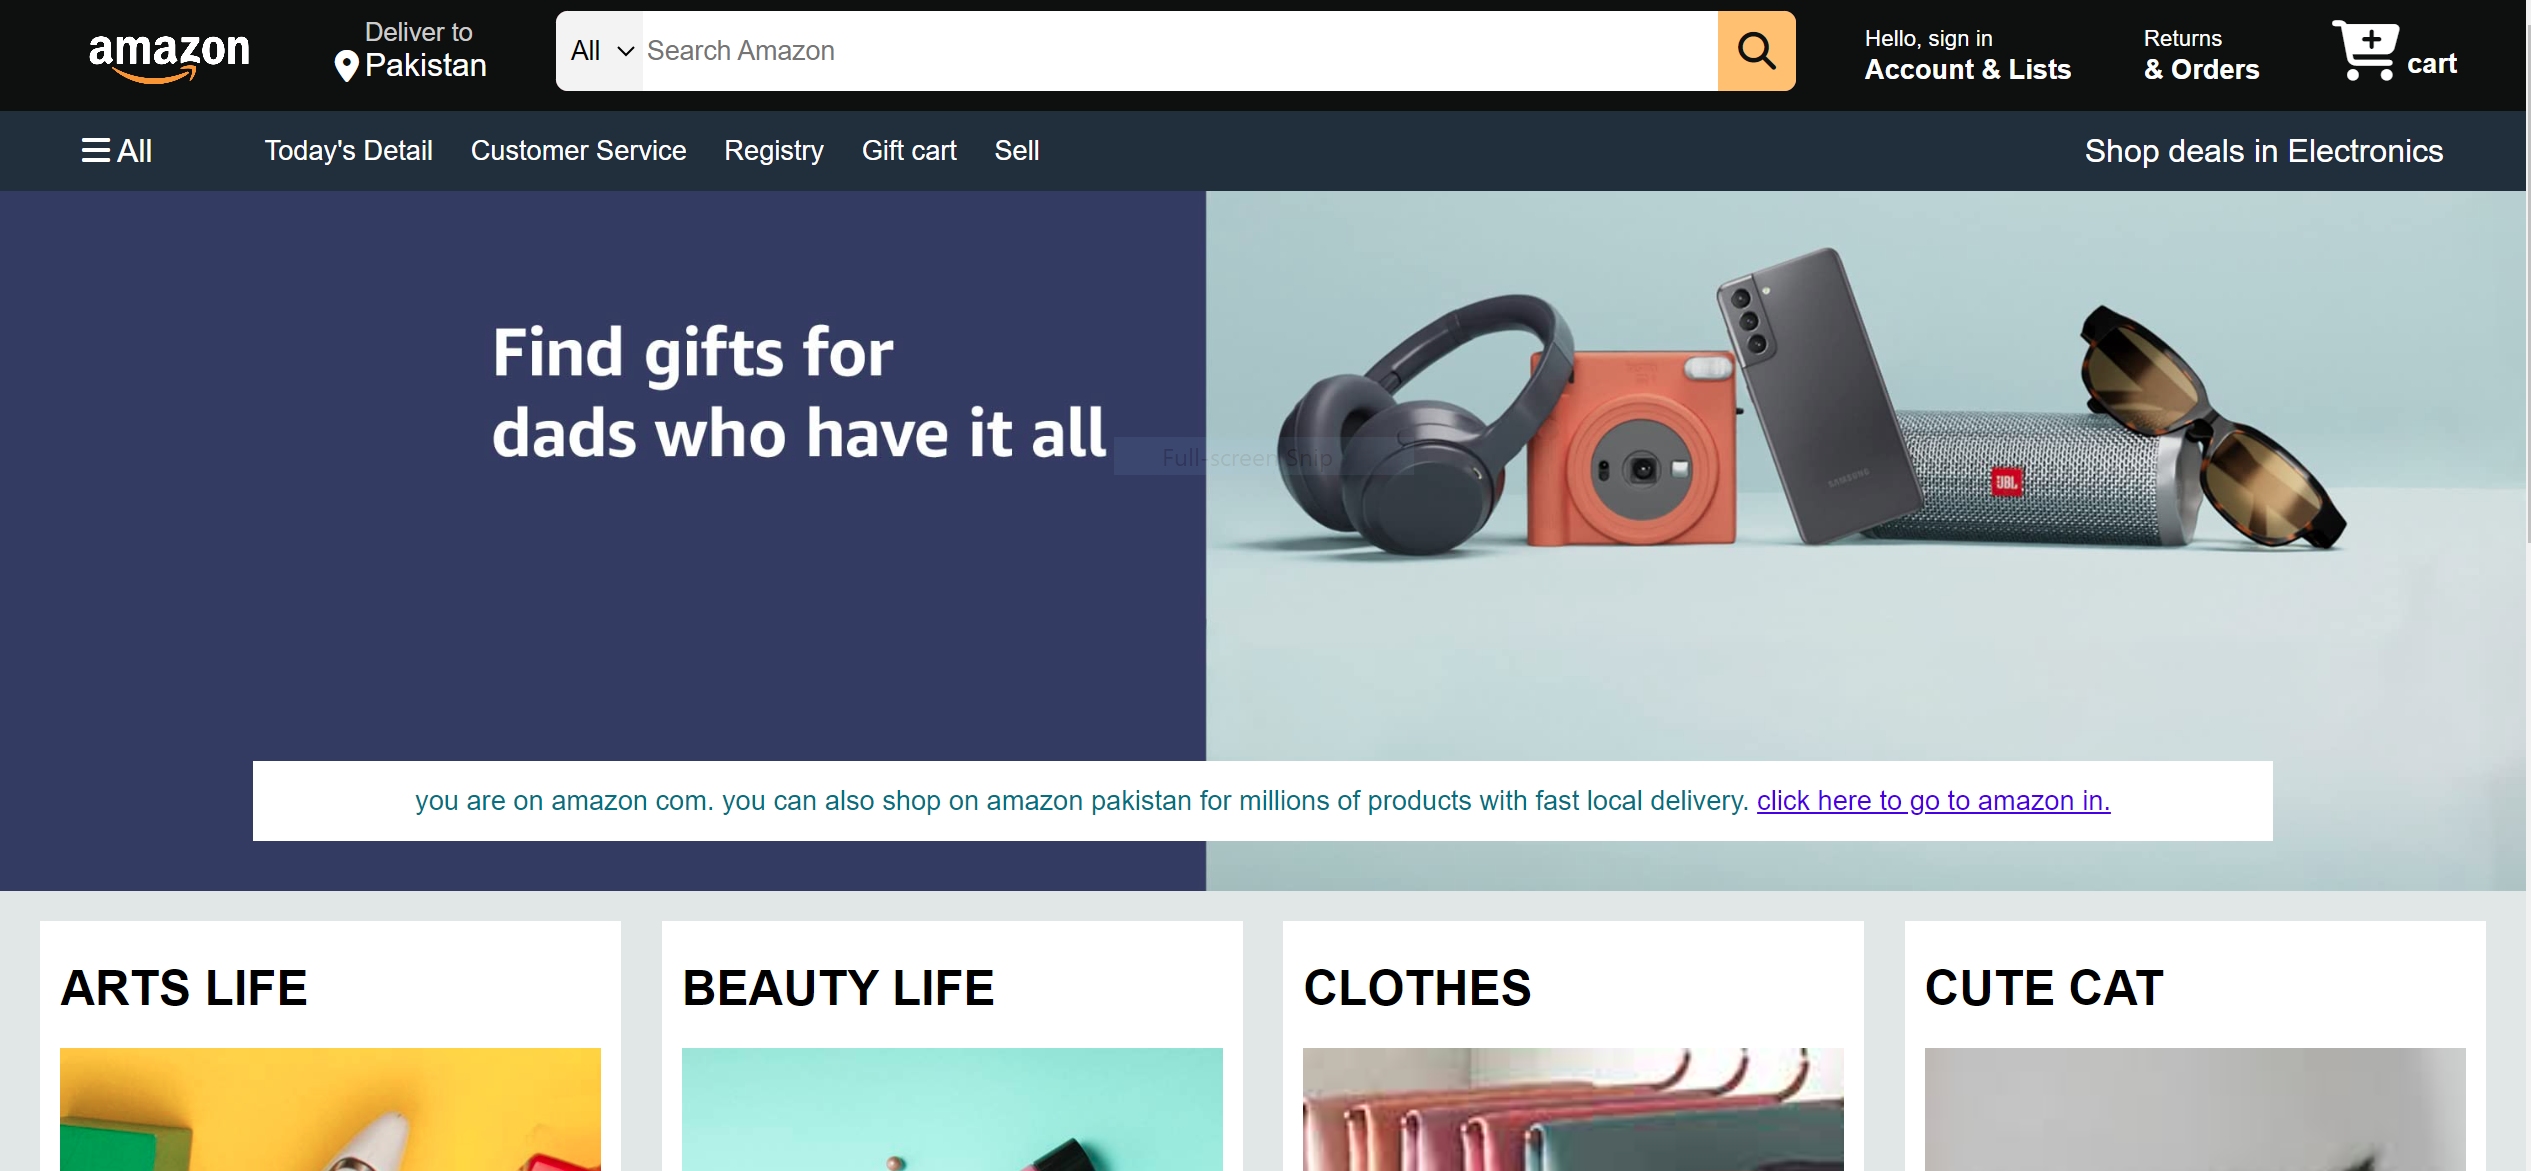 amazon
Deliver to
Pakistan
All
Search Amazon
Hello, sign in
Account & Lists
Returns
& Orders
cart
All
Today's Detail
Customer Service
Registry
Gift cart
Sell
Shop deals in Electronics
Find gifts for
dads who have it all
Full-screen Snip
SAMSUNG
JBL
you are on amazon com. you can also shop on amazon pakistan for millions of products with fast local delivery. click here to go to amazon in.
ARTS LIFE
BEAUTY LIFE
CLOTHES
CUTE CAT